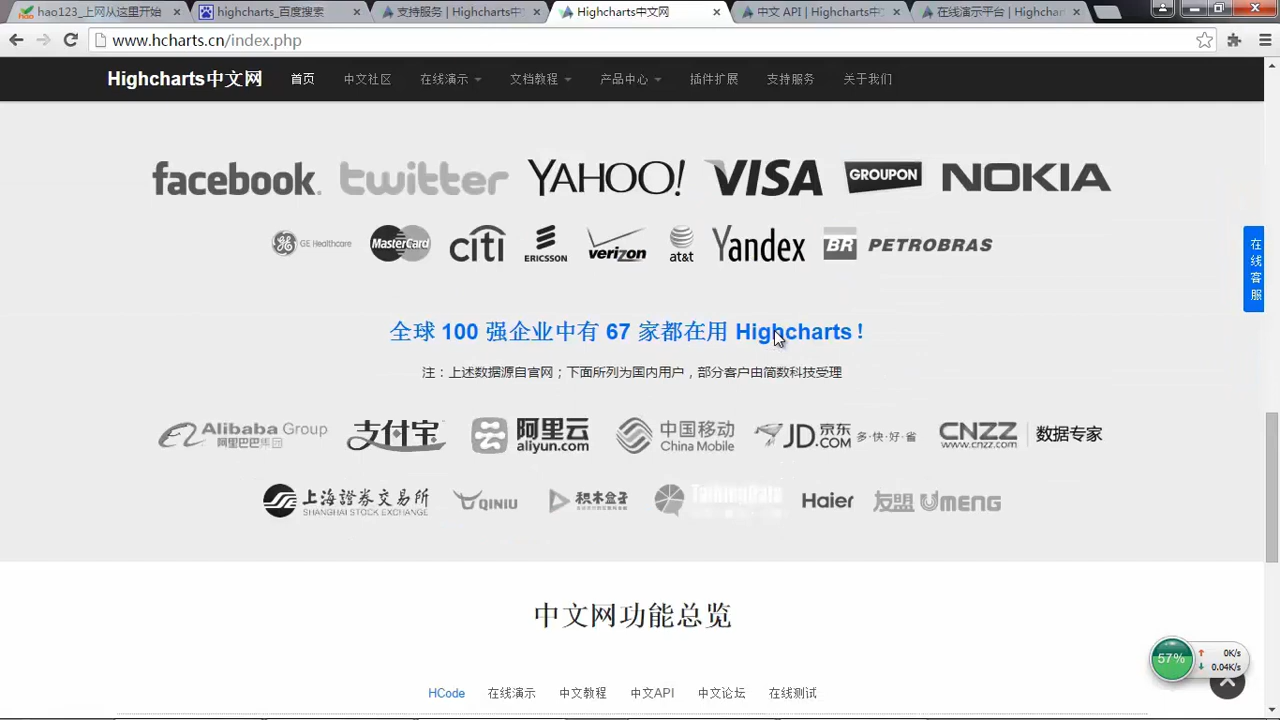 hao123_上网从这里开始
highcharts_百度搜索
支持服务 | Highcharts中
Highcharts中文网
中文 API | Highcharts中
在线演示平台 | Highchar
www.hcharts.cn/index.php
Highcharts中文网 首页 中文社区 在线演示 文档教程 产品中心 插件扩展 支持服务 关于我们
facebook. twitter YAHOO! VISA GROUPON NOKIA
GE Healthcare MasterCard citi ERICSSON verizon at&t Yandex BR PETROBRAS
在线客服
全球 100 强企业中有 67 家都在用 Highcharts !
注：上述数据源自官网；下面所列为国内用户，部分客户由简数科技受理
Alibaba Group 阿里巴巴集团 支付宝 阿里云 aliyun.com 中国移动 China Mobile JD.COM 京东 多·快·好·省 CNZZ www.cnzz.com 数据专家
上海證券交易所 SHANGHAI STOCK EXCHANGE QINIU 积木盒子 TalkingData Haier 友盟 UMENG
中文网功能总览
57% 0K/s
0.04K/s
HCode 在线演示 中文教程 中文API 中文论坛 在线测试